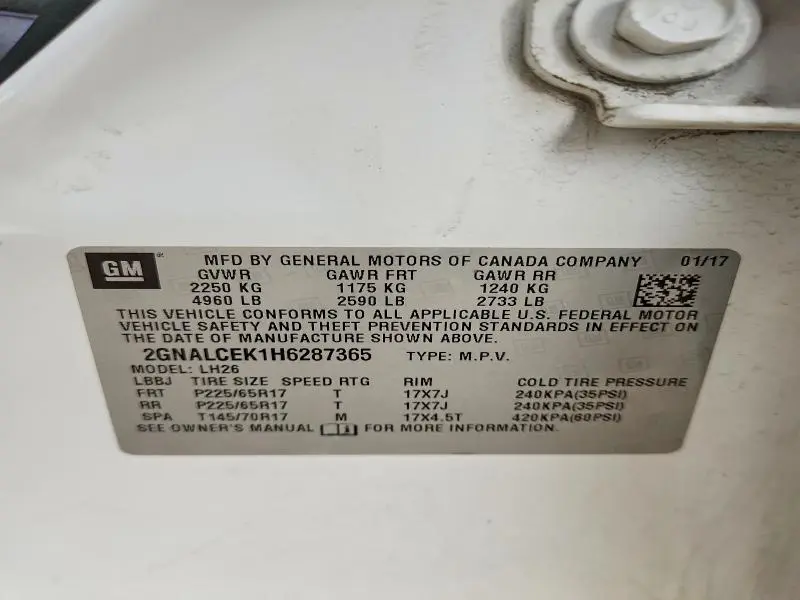 GM MFD BY GENERAL MOTORS OF CANADA COMPANY 01/17
GVWR GAWR FRT GAWR RR
2250 KG 1175 KG 1240 KG
4960 LB 2590 LB 2733 LB
THIS VEHICLE CONFORMS TO ALL APPLICABLE U.S. FEDERAL MOTOR
VEHICLE SAFETY AND THEFT PREVENTION STANDARDS IN EFFECT ON
THE DATE OF MANUFACTURE SHOWN ABOVE.
2GNALCEK1H6287365 TYPE: M.P.V.
MODEL: LH26
LBBJ TIRE SIZE SPEED RTG RIM COLD TIRE PRESSURE
FRT P225/65R17 T 17X7J 240KPA(35PSI)
RR P225/65R17 T 17X7J 240KPA(35PSI)
SPA T145/70R17 M 17X4.5T 420KPA(60PSI)
SEE OWNER'S MANUAL FOR MORE INFORMATION.